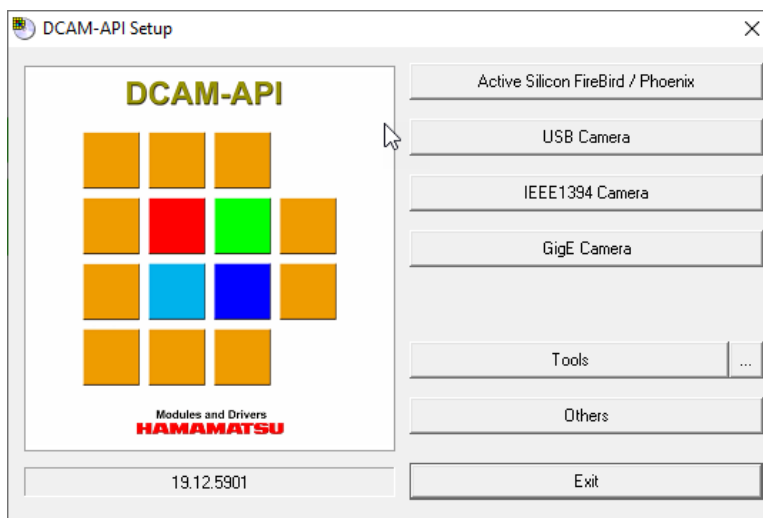 DCAM-API Setup
DCAM-API
Modules and Drivers
HAMAMATSU
19.12.5901
Active Silicon FireBird / Phoenix
USB Camera
IEEE1394 Camera
GigE Camera
Tools
...
Others
Exit